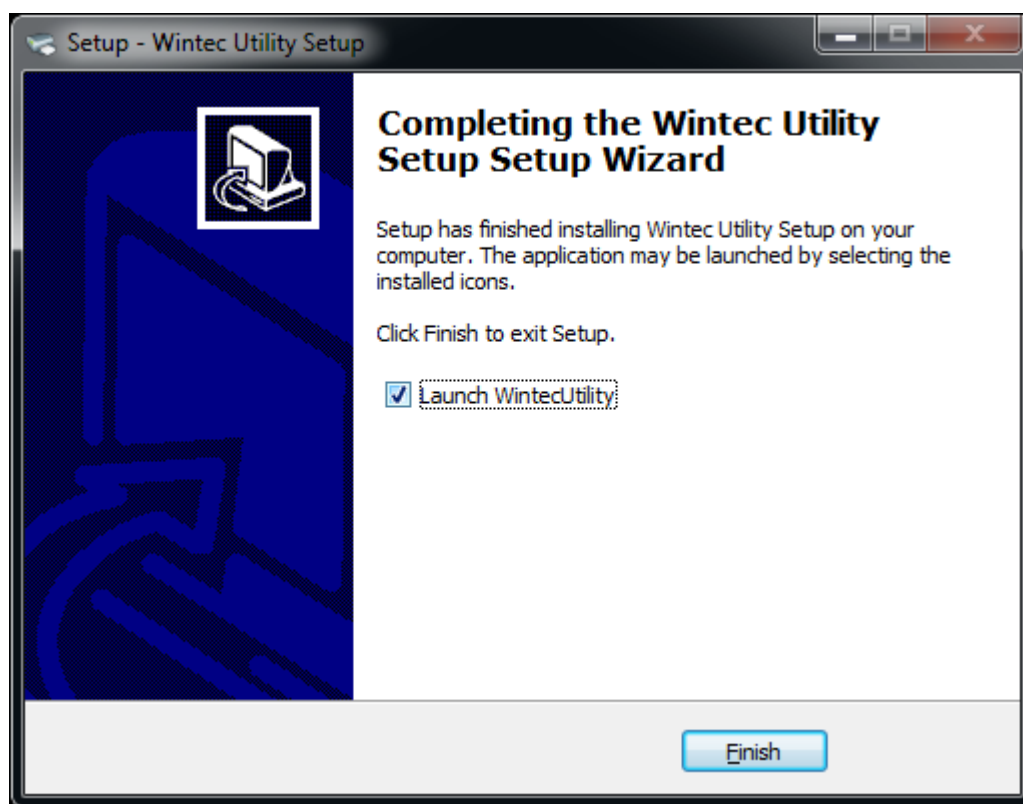 Setup - Wintec Utility Setup
Completing the Wintec Utility
Setup Setup Wizard
Setup has finished installing Wintec Utility Setup on your
computer. The application may be launched by selecting the
installed icons.
Click Finish to exit Setup.
Launch WintecUtility
Finish